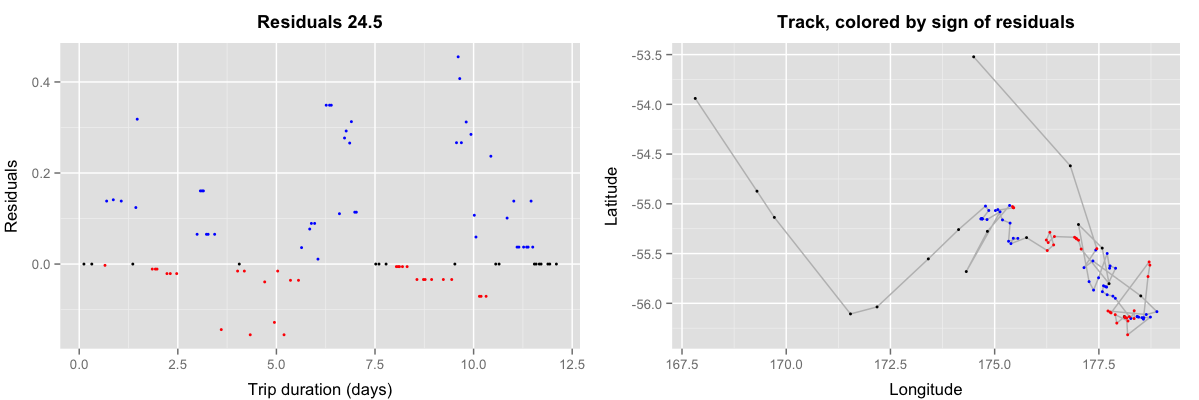 Residuals 24.5
Residuals
0.4
0.2
0.0
0.0 2.5 5.0 7.5 10.0 12.5
Trip duration (days)
Track, colored by sign of residuals
Latitude
-53.5
-54.0
-54.5
-55.0
-55.5
-56.0
167.5 170.0 172.5 175.0 177.5
Longitude